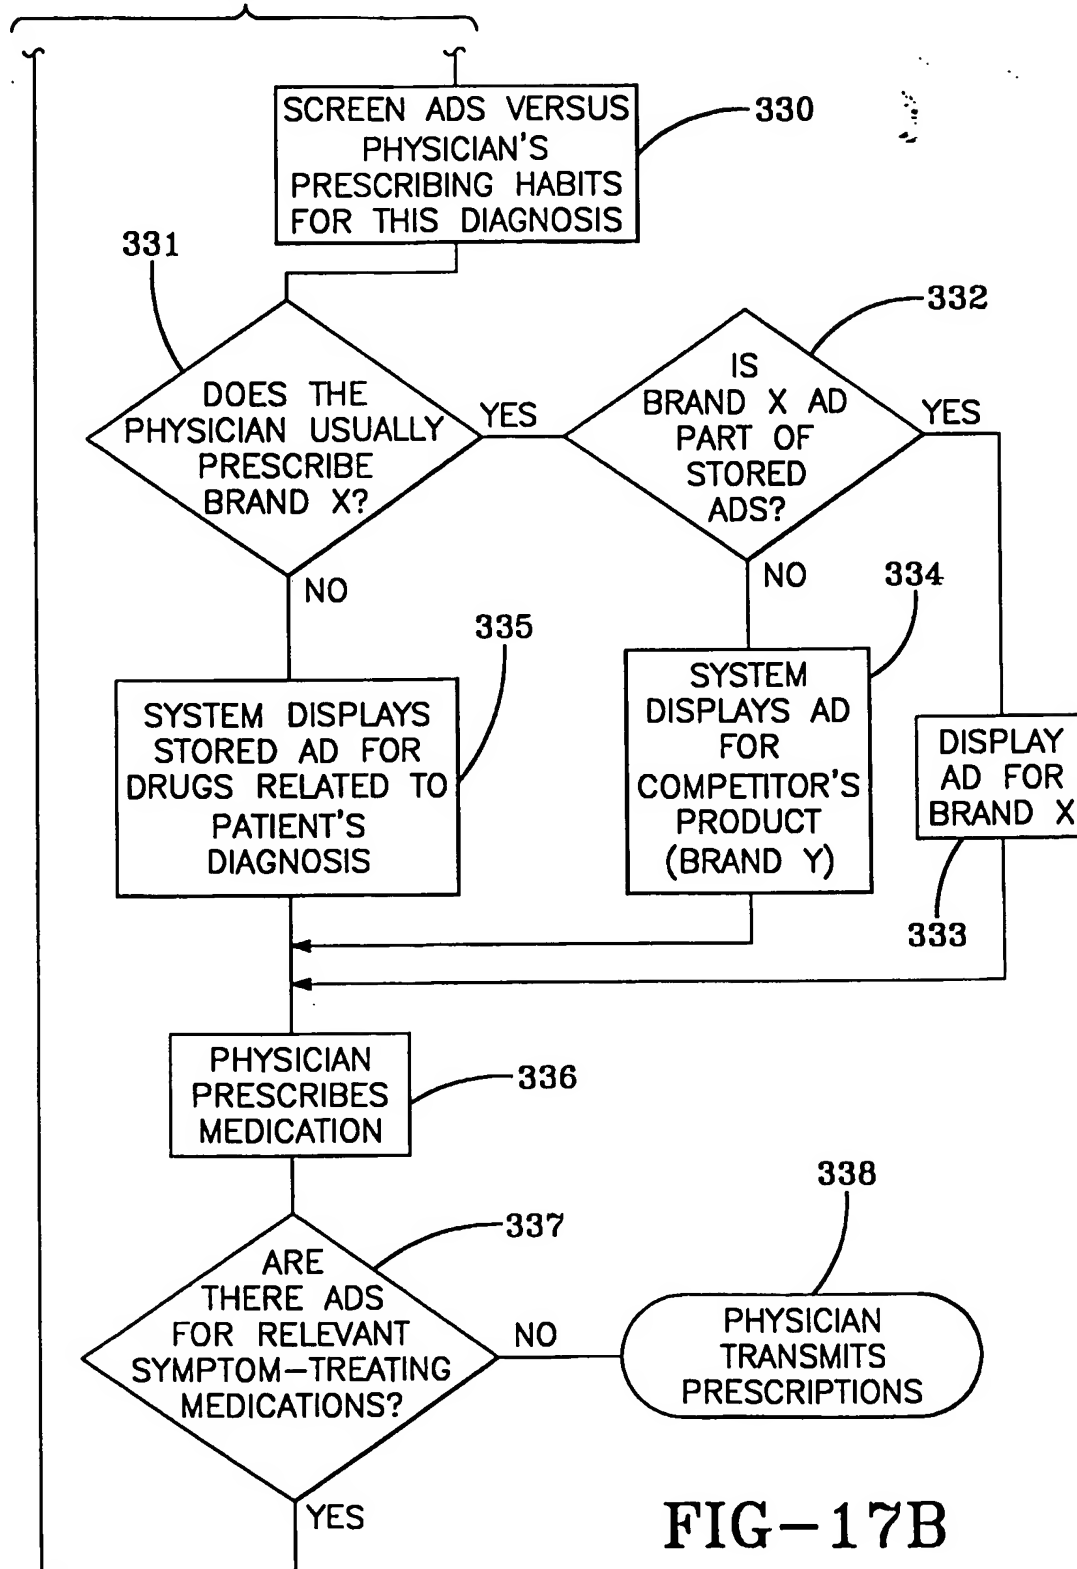 SCREEN ADS VERSUS
PHYSICIAN'S
PRESCRIBING HABITS
FOR THIS DIAGNOSIS
330
331
DOES THE
PHYSICIAN USUALLY
PRESCRIBE
BRAND X?
YES
NO
332
IS
BRAND X AD
PART OF
STORED
ADS?
YES
NO
334
335
SYSTEM DISPLAYS
STORED AD FOR
DRUGS RELATED TO
PATIENT'S
DIAGNOSIS
SYSTEM
DISPLAYS AD
FOR
COMPETITOR'S
PRODUCT
(BRAND Y)
DISPLAY
AD FOR
BRAND X
333
PHYSICIAN
PRESCRIBES
MEDICATION
336
337
338
ARE
THERE ADS
FOR RELEVANT
SYMPTOM-TREATING
MEDICATIONS?
NO
PHYSICIAN
TRANSMITS
PRESCRIPTIONS
YES
FIG-17B